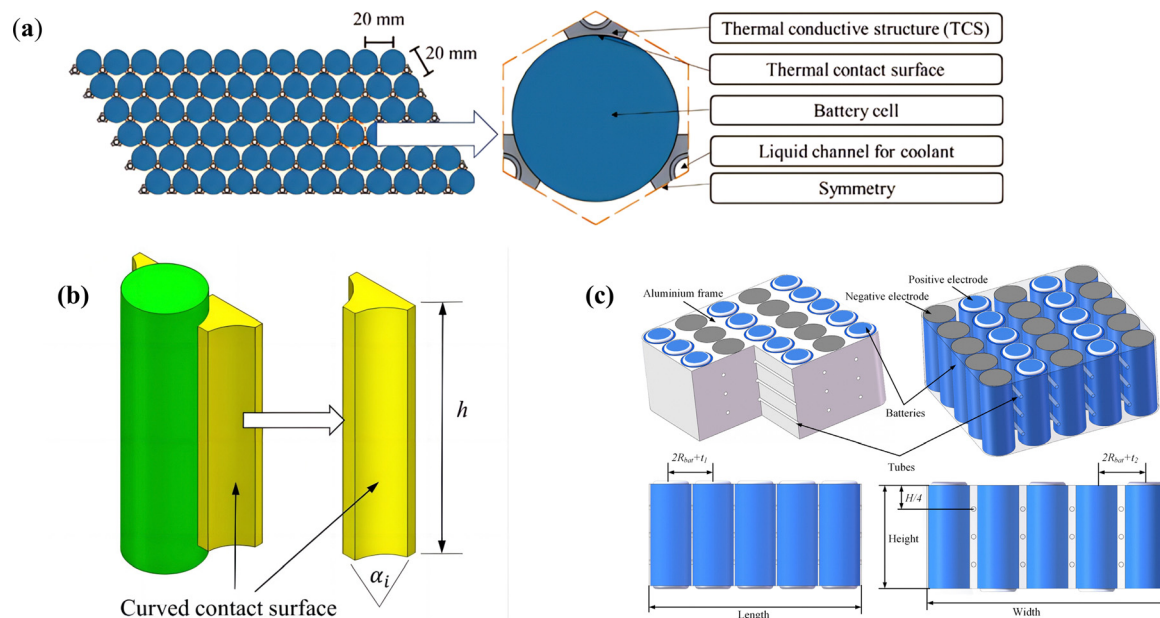 (a)
20 mm
20 mm
Thermal conductive structure (TCS)
Thermal contact surface
Battery cell
Liquid channel for coolant
Symmetry
(b)
h
αi
Curved contact surface
(c)
Aluminium frame
Positive electrode
Negative electrode
Batteries
Tubes
2Rbat+t1
2Rbat+t2
H/4
Height
Length
Width